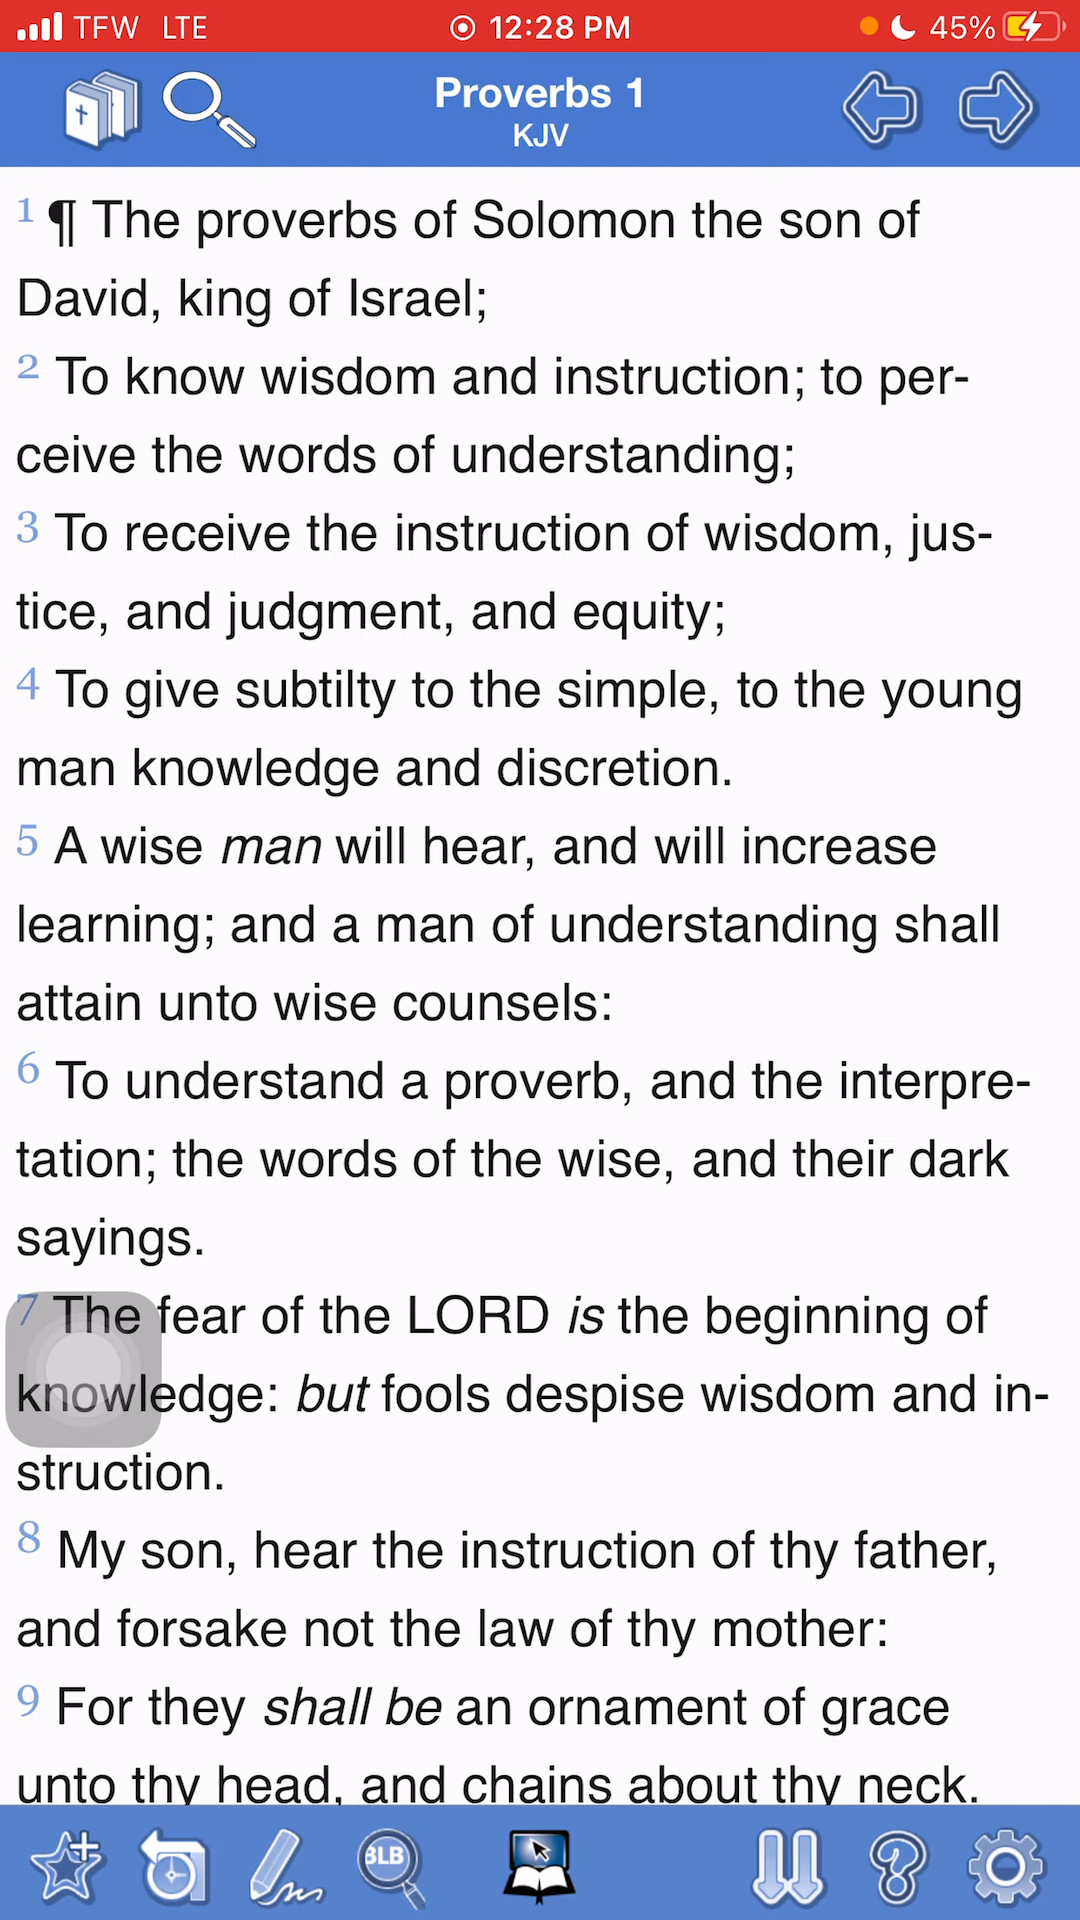 TFW LTE 12:28 PM 45%
Proverbs 1
KJV
1 ¶ The proverbs of Solomon the son of
David, king of Israel;
2 To know wisdom and instruction; to per-
ceive the words of understanding;
3 To receive the instruction of wisdom, jus-
tice, and judgment, and equity;
4 To give subtilty to the simple, to the young
man knowledge and discretion.
5 A wise man will hear, and will increase
learning; and a man of understanding shall
attain unto wise counsels:
6 To understand a proverb, and the interpre-
tation; the words of the wise, and their dark
sayings.
7 The fear of the LORD is the beginning of
knowledge: but fools despise wisdom and in-
struction.
8 My son, hear the instruction of thy father,
and forsake not the law of thy mother:
9 For they shall be an ornament of grace
unto thy head, and chains about thy neck.
BLB